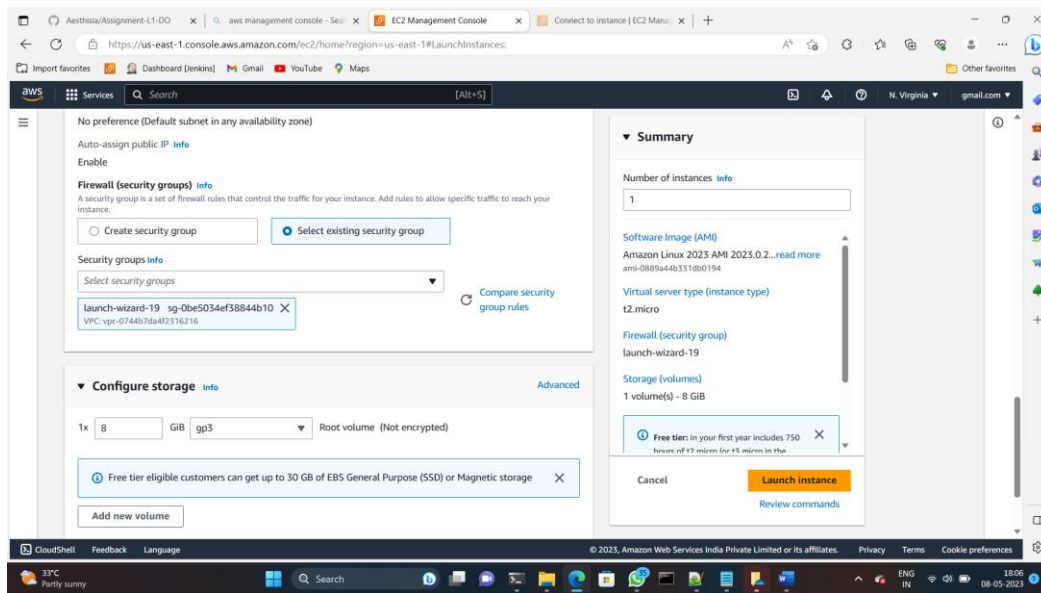 Aesthisia/Assignment-L1-DO
aws management console - Sea
EC2 Management Console
Connect to instance | EC2 Mana
https://us-east-1.console.aws.amazon.com/ec2/home?region=us-east-1#LaunchInstances:
Import favorites
Dashboard [Jenkins]
Gmail
YouTube
Maps
Other favorites
aws
Services
Search
[Alt+S]
N. Virginia
gmail.com
No preference (Default subnet in any availability zone)
Auto-assign public IP Info
Enable
Firewall (security groups) Info
A security group is a set of firewall rules that control the traffic for your instance. Add rules to allow specific traffic to reach your
instance.
Create security group
Select existing security group
Security groups Info
Select security groups
launch-wizard-19 sg-0be5034ef38844b10
VPC: vpc-0744b7da4f2316216
Compare security
group rules
Configure storage Info
Advanced
1x 8 GiB gp3 Root volume (Not encrypted)
Free tier eligible customers can get up to 30 GB of EBS General Purpose (SSD) or Magnetic storage
Add new volume
Summary
Number of instances Info
1
Software Image (AMI)
Amazon Linux 2023 AMI 2023.0.2...read more
ami-0889a44b331db0194
Virtual server type (instance type)
t2.micro
Firewall (security group)
launch-wizard-19
Storage (volumes)
1 volume(s) - 8 GiB
Free tier: In your first year includes 750
hours of t2.micro (or t3.micro in the
Cancel
Launch instance
Review commands
CloudShell
Feedback
Language
© 2023, Amazon Web Services India Private Limited or its affiliates.
Privacy
Terms
Cookie preferences
33°C
Partly sunny
Search
ENG
IN
18:06
08-05-2023